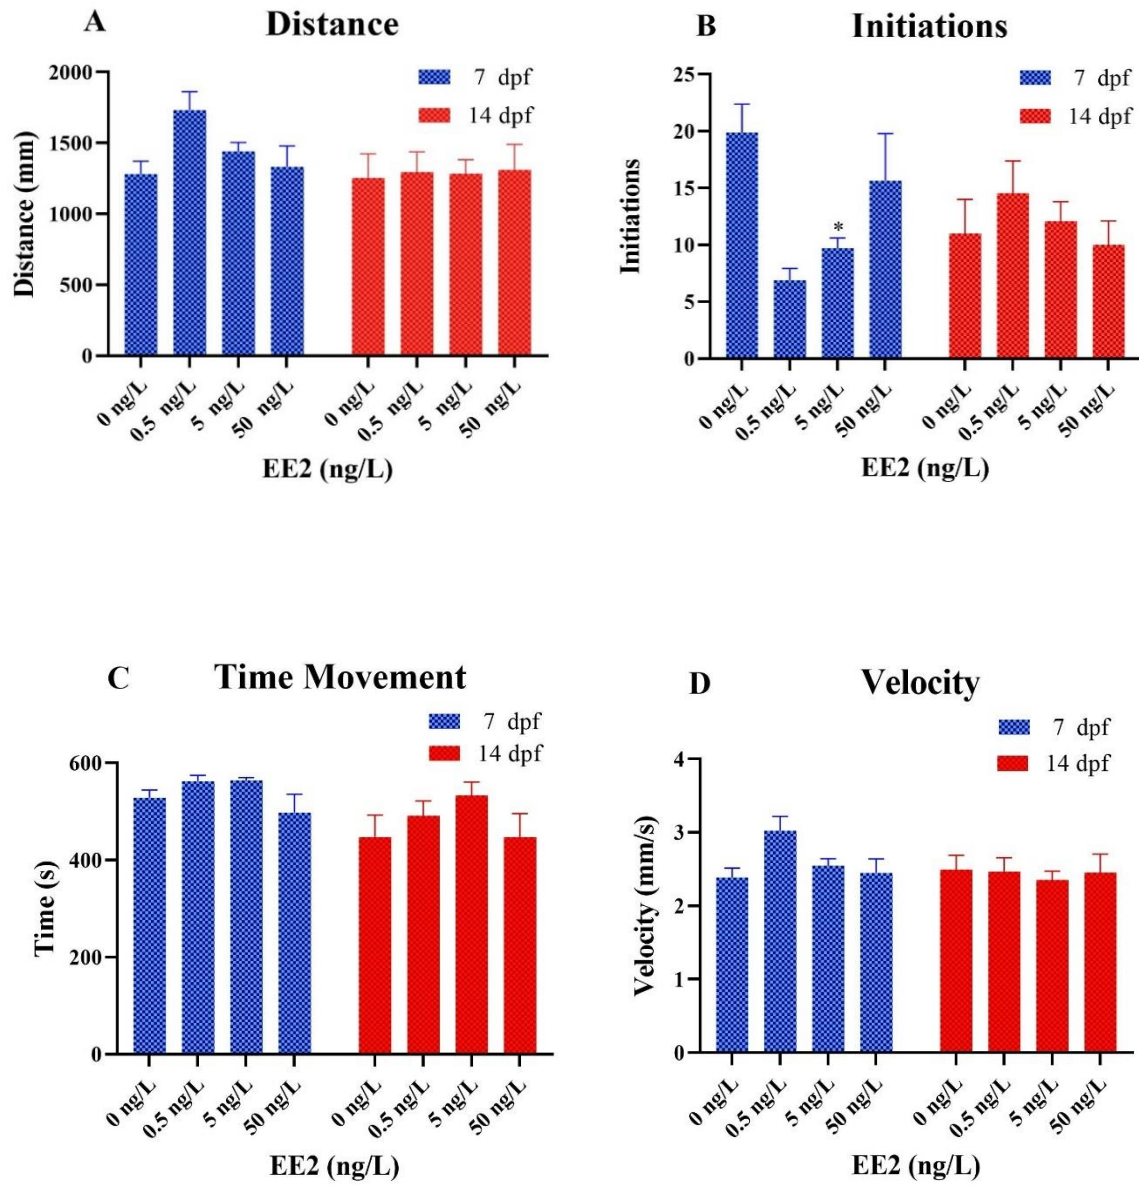 A
Distance
7 dpf
14 dpf
2000
1500
1000
500
0
Distance (mm)
0 ng/L
0.5 ng/L
5 ng/L
50 ng/L
0 ng/L
0.5 ng/L
5 ng/L
50 ng/L
EE2 (ng/L)
B
Initiations
7 dpf
14 dpf
25
20
15
10
5
0
Initiations
*
0 ng/L
0.5 ng/L
5 ng/L
50 ng/L
0 ng/L
0.5 ng/L
5 ng/L
50 ng/L
EE2 (ng/L)
C
Time Movement
7 dpf
14 dpf
600
400
200
0
Time (s)
0 ng/L
0.5 ng/L
5 ng/L
50 ng/L
0 ng/L
0.5 ng/L
5 ng/L
50 ng/L
EE2 (ng/L)
D
Velocity
7 dpf
14 dpf
4
3
2
1
0
Velocity (mm/s)
0 ng/L
0.5 ng/L
5 ng/L
50 ng/L
0 ng/L
0.5 ng/L
5 ng/L
50 ng/L
EE2 (ng/L)